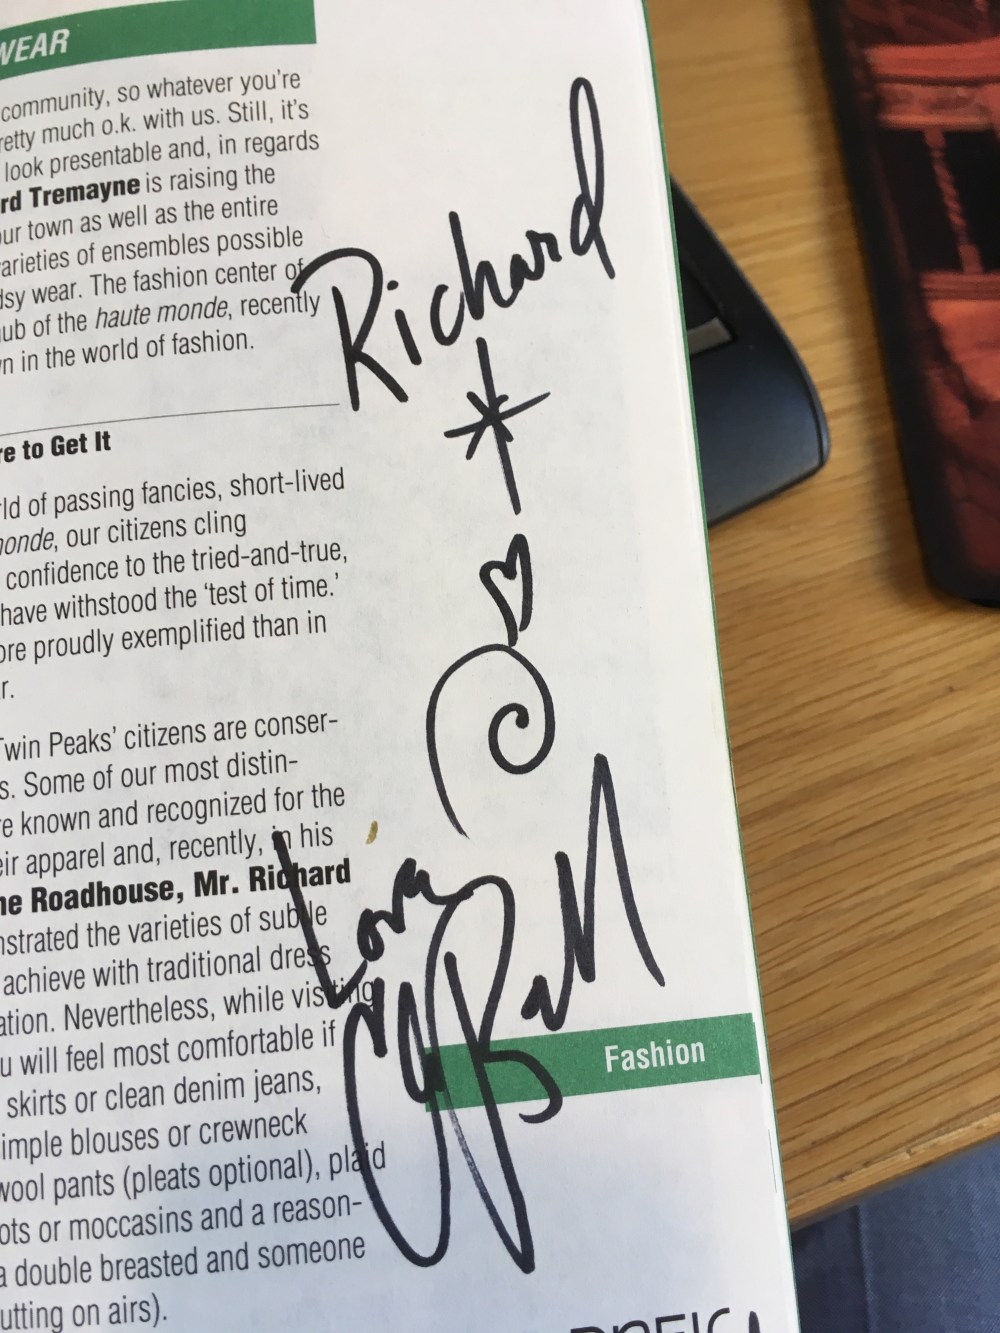 WEAR
community, so whatever you're
retty much o.k. with us. Still, it's
look presentable and, in regards
rd Tremayne is raising the
our town as well as the entire
arieties of ensembles possible
dsy wear. The fashion center of
ub of the haute monde, recently
n in the world of fashion.
re to Get It
rld of passing fancies, short-lived
monde, our citizens cling
confidence to the tried-and-true,
have withstood the 'test of time.'
ore proudly exemplified than in
r.
Twin Peaks' citizens are conser-
s. Some of our most distin-
re known and recognized for the
eir apparel and, recently, in his
he Roadhouse, Mr. Richard
nstrated the varieties of subtle
achieve with traditional dress
ation. Nevertheless, while visiting
u will feel most comfortable if
skirts or clean denim jeans,
imple blouses or crewneck
wool pants (pleats optional), plaid
ots or moccasins and a reason-
a double breasted and someone
utting on airs).
Richard
Love
Fashion